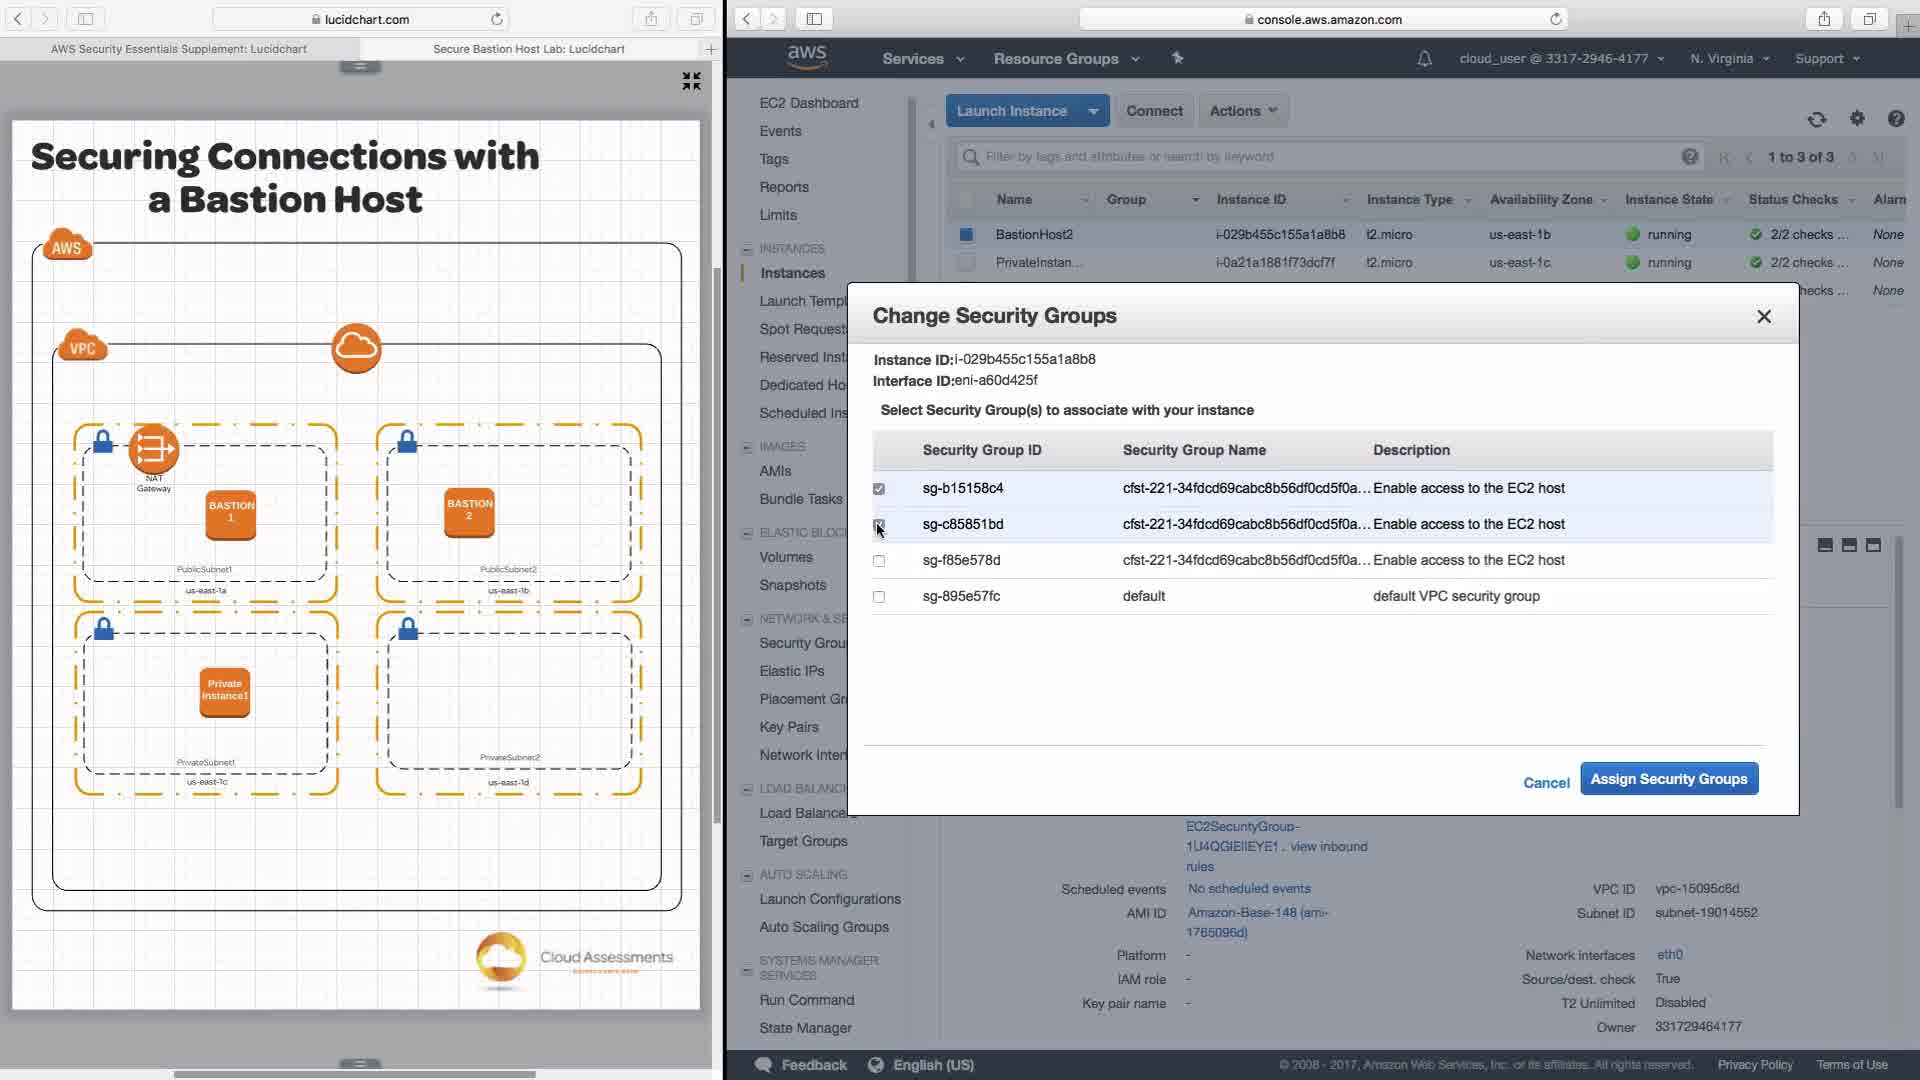 lucidchart.com
AWS Security Essentials Supplement: Lucidchart
Secure Bastion Host Lab: Lucidchart
Securing Connections with
a Bastion Host
AWS
VPC
NAT
Gateway
BASTION
1
BASTION
2
PublicSubnet1
us-east-1a
PublicSubnet2
us-east-1b
Private
Instance1
PrivateSubnet1
us-east-1c
PrivateSubnet2
us-east-1d
Cloud Assessments
console.aws.amazon.com
aws
Services
Resource Groups
cloud_user @ 3317-2946-4177
N. Virginia
Support
EC2 Dashboard
Events
Tags
Reports
Limits
INSTANCES
Instances
Launch Templ
Spot Request
Reserved Inst
Dedicated Ho
Scheduled Ins
IMAGES
AMIs
Bundle Tasks
ELASTIC BLOC
Volumes
Snapshots
NETWORK & SE
Security Grou
Elastic IPs
Placement Gr
Key Pairs
Network Interf
LOAD BALANCI
Load Balancers
Target Groups
AUTO SCALING
Launch Configurations
Auto Scaling Groups
SYSTEMS MANAGER
SERVICES
Run Command
State Manager
Launch Instance
Connect
Actions
Filter by tags and attributes or search by keyword
1 to 3 of 3
Name Group Instance ID Instance Type Availability Zone Instance State Status Checks Alarm
BastionHost2 i-029b455c155a1a8b8 t2.micro us-east-1b running 2/2 checks ... None
PrivateInstan... i-0a21a1881f73dcf7f t2.micro us-east-1c running 2/2 checks ... None
hecks ... None
Change Security Groups
Instance ID:i-029b455c155a1a8b8
Interface ID:eni-a60d425f
Select Security Group(s) to associate with your instance
Security Group ID Security Group Name Description
sg-b15158c4 cfst-221-34fdcd69cabc8b56df0cd5f0a... Enable access to the EC2 host
sg-c85851bd cfst-221-34fdcd69cabc8b56df0cd5f0a... Enable access to the EC2 host
sg-f85e578d cfst-221-34fdcd69cabc8b56df0cd5f0a... Enable access to the EC2 host
sg-895e57fc default default VPC security group
Cancel
Assign Security Groups
EC2SecurityGroup-
view inbound
rules
Scheduled events No scheduled events
VPC ID vpc-15095c6d
AMI ID Amazon-Base-148 (ami-
1765096d)
Subnet ID subnet-19014552
Platform -
Network interfaces eth0
IAM role -
Source/dest. check True
Key pair name -
T2 Unlimited Disabled
Owner 331729464177
Feedback
English (US)
© 2008 - 2017, Amazon Web Services, Inc. or its affiliates. All rights reserved.
Privacy Policy
Terms of Use